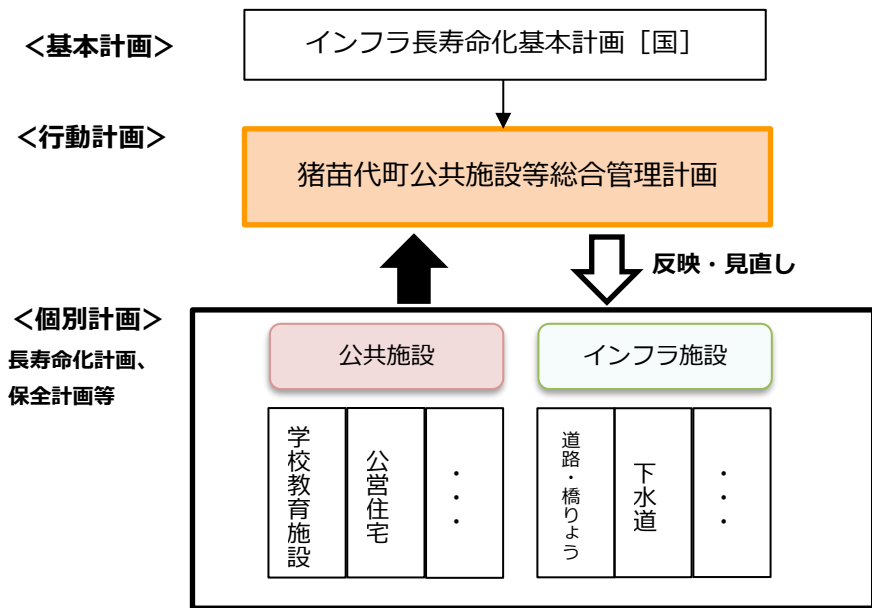 ＜基本計画＞
インフラ長寿命化基本計画［国］
＜行動計画＞
猪苗代町公共施設等総合管理計画
反映・見直し
＜個別計画＞
長寿命化計画、
保全計画等
公共施設
インフラ施設
学校教育施設
公営住宅
・・・
道路・橋りょう
下水道
・・・